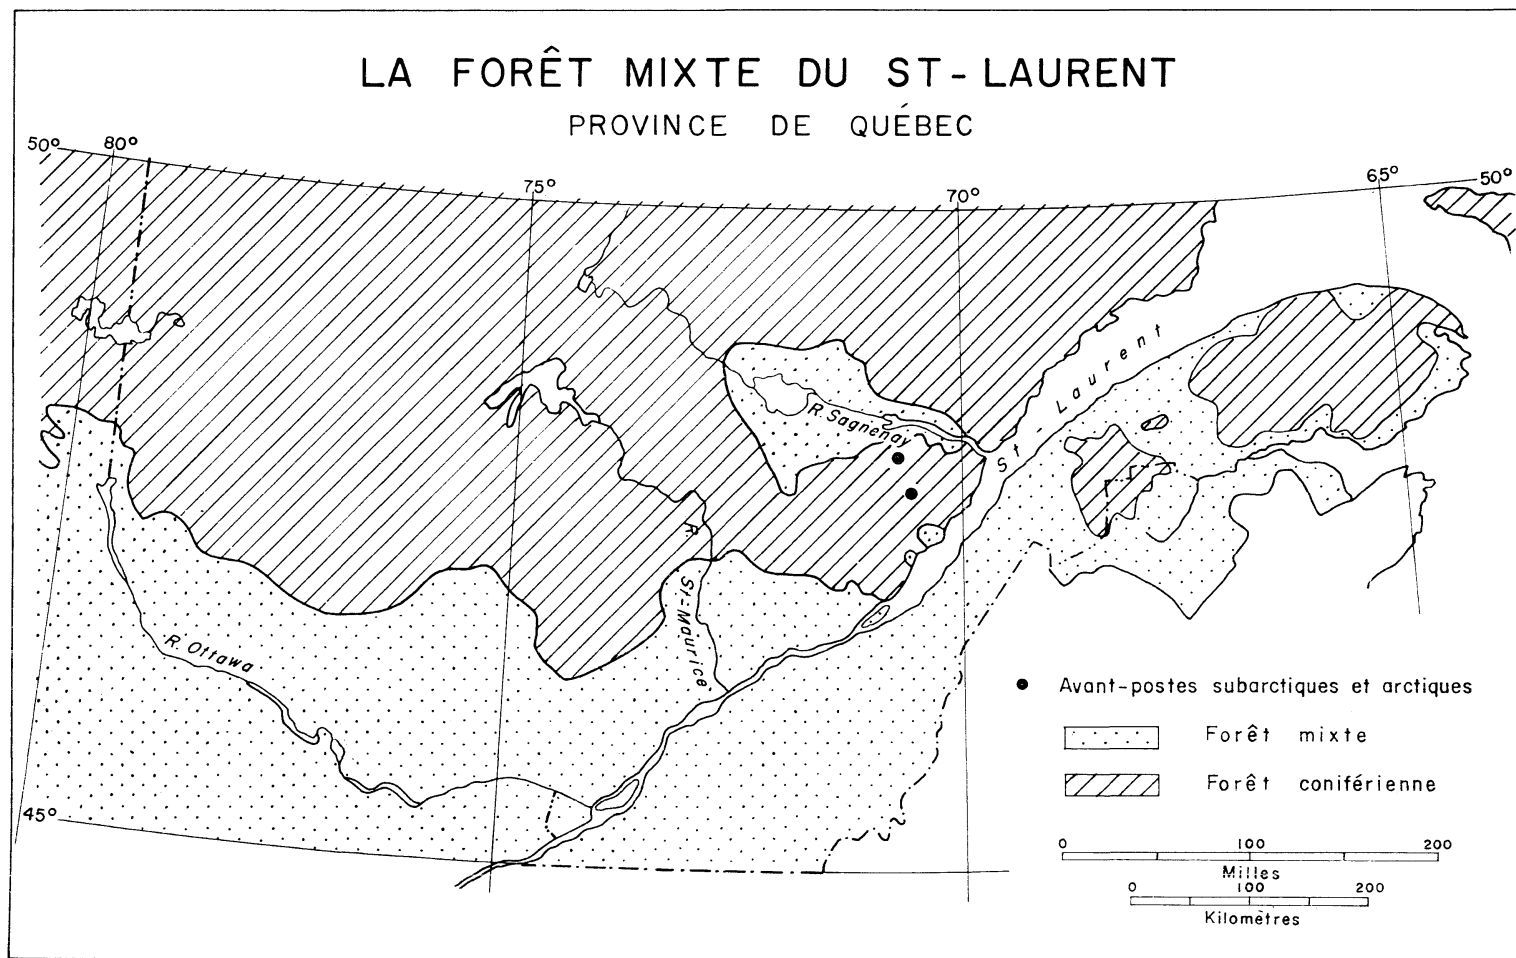 LA FORÊT MIXTE DU ST-LAURENT
PROVINCE DE QUÉBEC
50°
80°
75°
70°
65°
50°
St-Laurent
R. Sagnenay
R
St-Maurice
R. Ottawa
45°
Avant-postes subarctiques et arctiques
Forêt mixte
Forêt coniférienne
0 100 200
Milles
0 100 200
Kilomètres